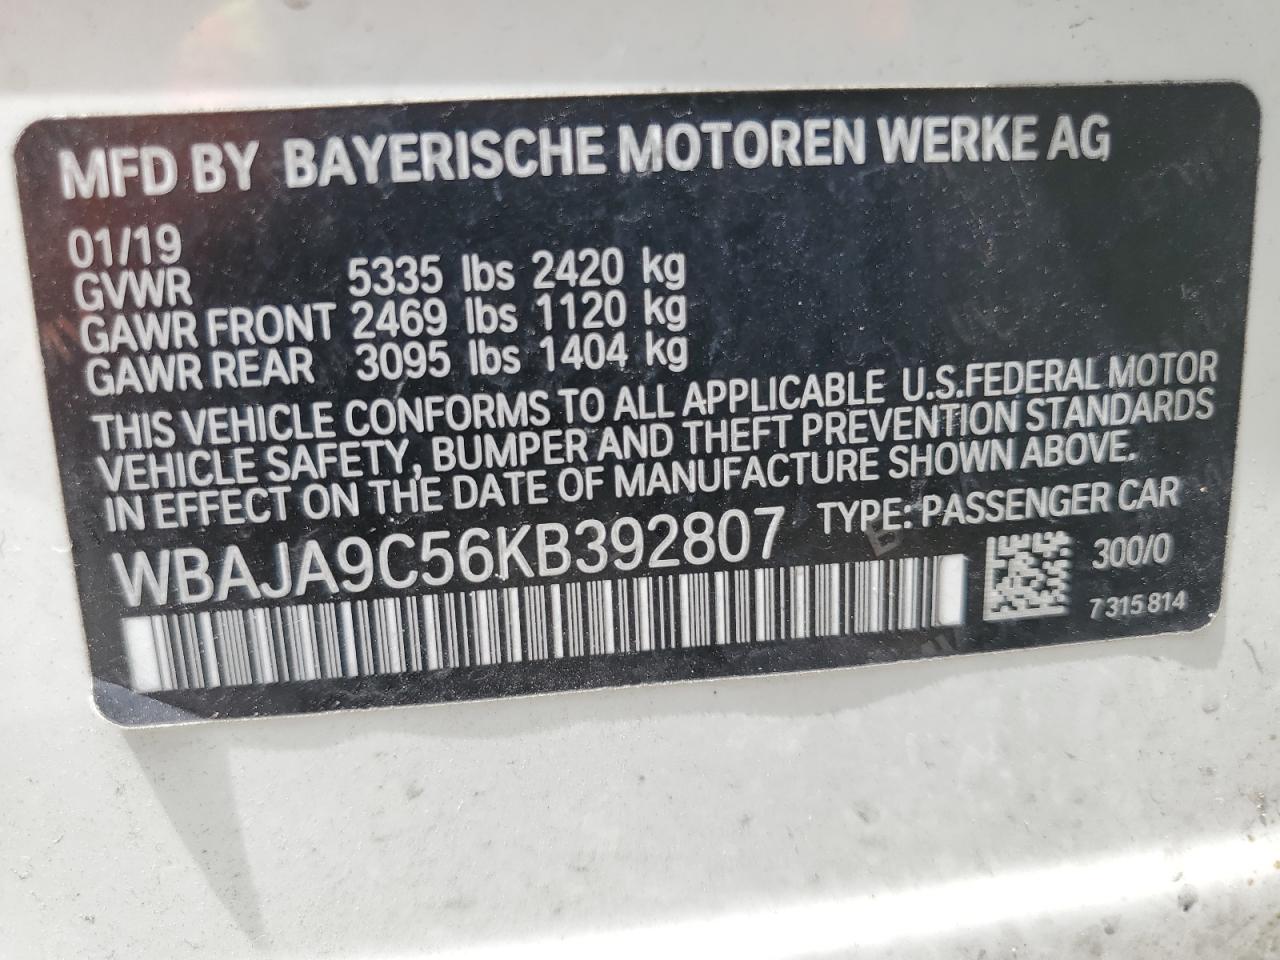 MFD BY BAYERISCHE MOTOREN WERKE AG
01/19
GVWR 5335 lbs 2420 kg
GAWR FRONT 2469 lbs 1120 kg
GAWR REAR 3095 lbs 1404 kg
THIS VEHICLE CONFORMS TO ALL APPLICABLE U.S.FEDERAL MOTOR
VEHICLE SAFETY, BUMPER AND THEFT PREVENTION STANDARDS
IN EFFECT ON THE DATE OF MANUFACTURE SHOWN ABOVE.
WBAJA9C56KB392807 TYPE: PASSENGER CAR
300/0
7 315 814